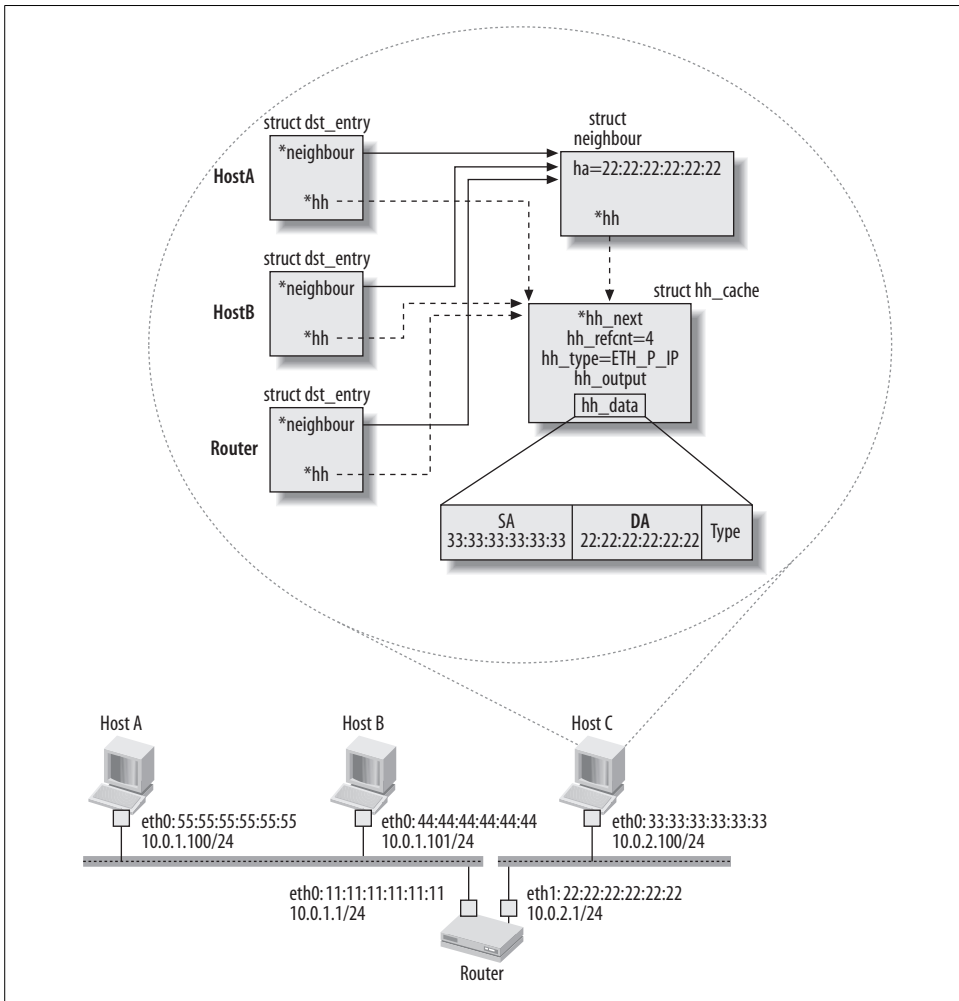 struct dst_entry
*neighbour
HostA
*hh
struct
neighbour
ha=22:22:22:22:22:22
*hh
struct dst_entry
*neighbour
HostB
*hh
struct hh_cache
*hh_next
hh_refcnt=4
hh_type=ETH_P_IP
hh_output
hh_data
struct dst_entry
*neighbour
Router
*hh
SA
33:33:33:33:33:33
DA
22:22:22:22:22:22
Type
Host A
Host B
Host C
eth0: 55:55:55:55:55:55
10.0.1.100/24
eth0: 44:44:44:44:44:44
10.0.1.101/24
eth0: 33:33:33:33:33:33
10.0.2.100/24
eth0: 11:11:11:11:11:11
10.0.1.1/24
eth1: 22:22:22:22:22:22
10.0.2.1/24
Router